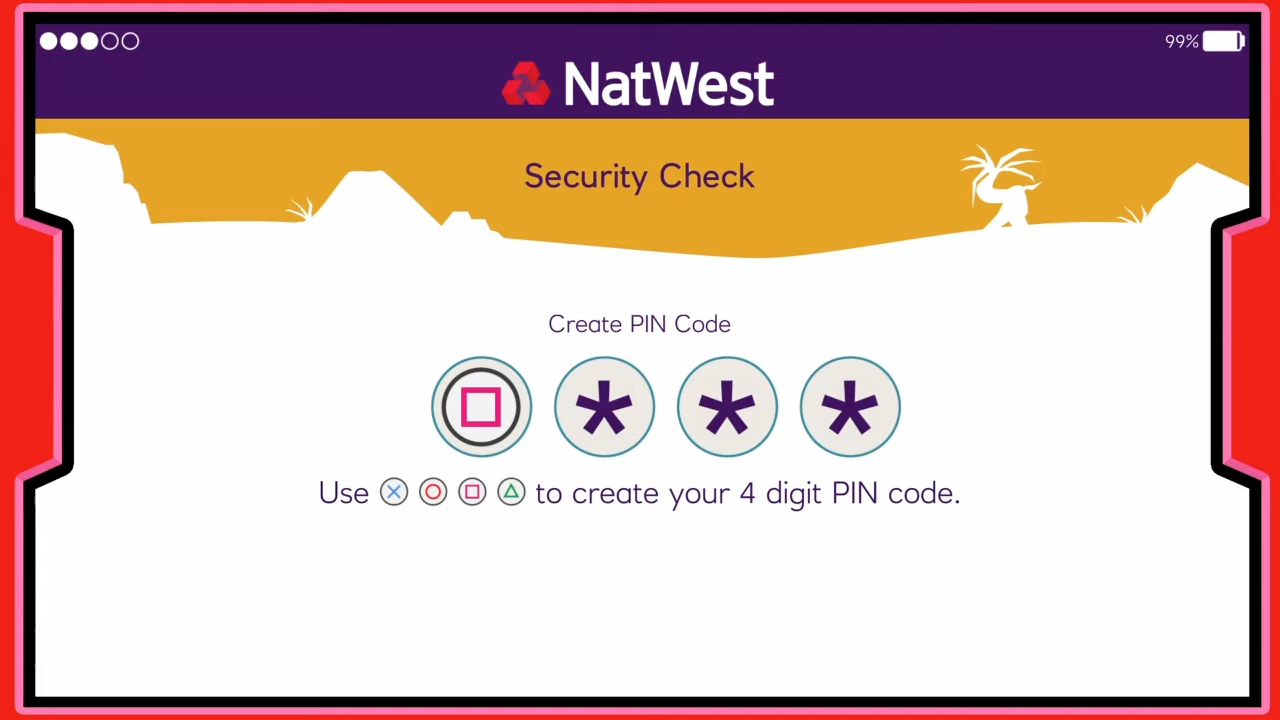 99%
NatWest
Security Check
Create PIN Code
* * *
Use to create your 4 digit PIN code.